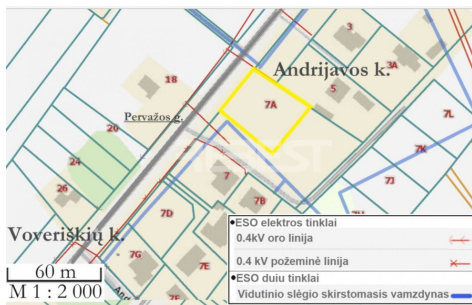 3
Andrijavos k.
3A
18
7A
5
Pervažos g.
7L
20
7K
24
7
7J
26
7B
7D
Voveriškių k.
7G
7E
60 m
M 1 : 2 000
•ESO elektros tinklai
0.4kV oro linija
0.4 kV požeminė linija
•ESO duiu tinklai
Vidutinio slėgio skirstomasis vamzdynas